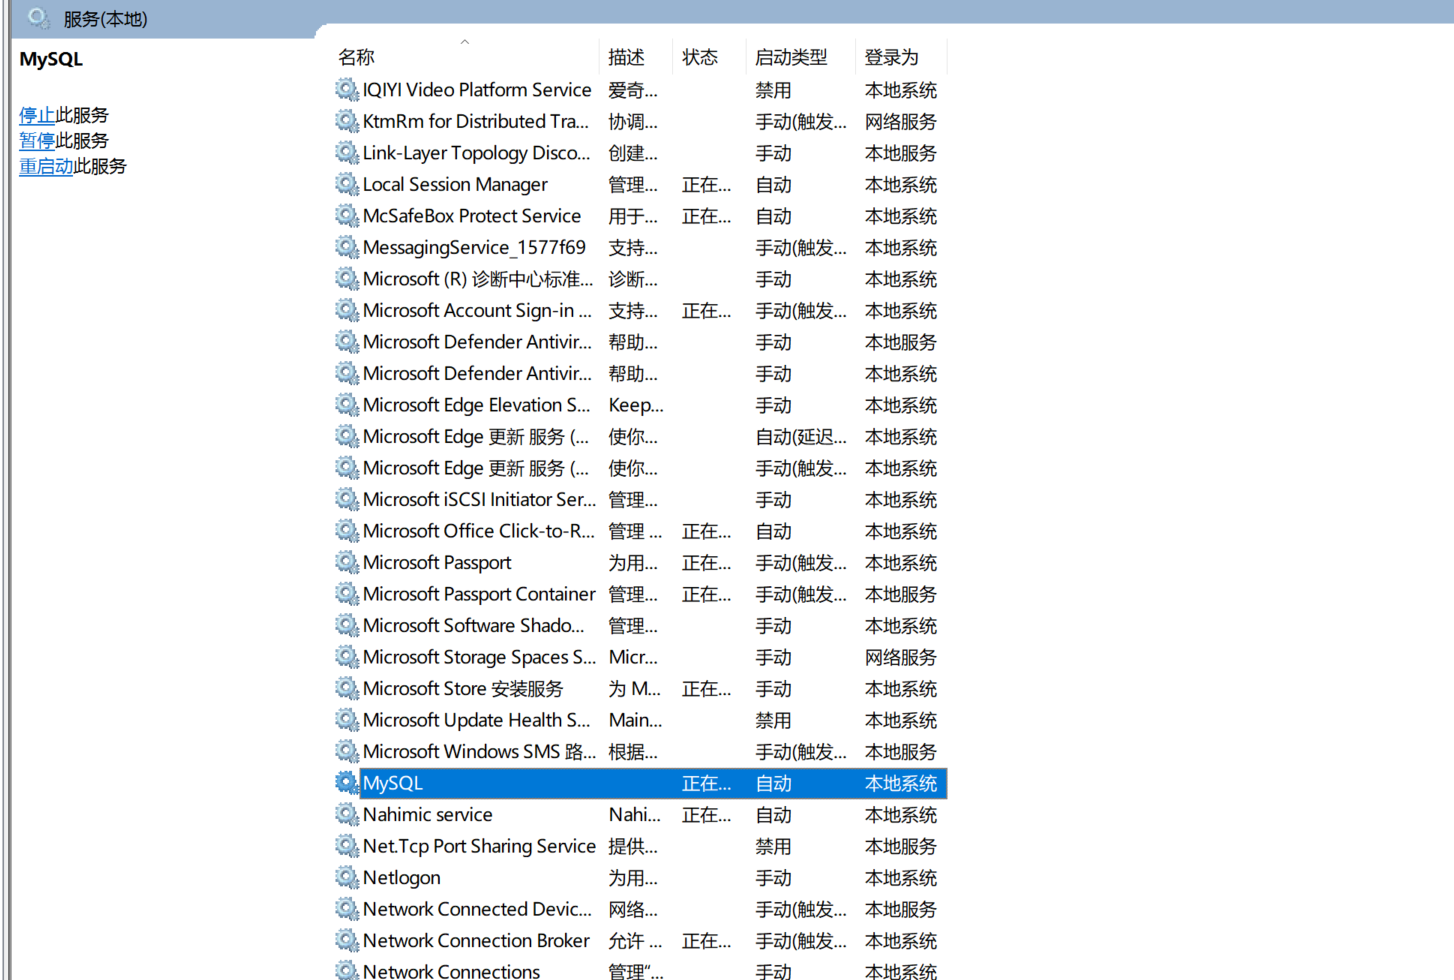 服务(本地)
MySQL
停止此服务
暂停此服务
重启动此服务
名称 描述 状态 启动类型 登录为
IQIYI Video Platform Service 爱奇... 禁用 本地系统
KtmRm for Distributed Tra... 协调... 手动(触发... 网络服务
Link-Layer Topology Disco... 创建... 手动 本地服务
Local Session Manager 管理... 正在... 自动 本地系统
McSafeBox Protect Service 用于... 正在... 自动 本地系统
MessagingService_1577f69 支持... 手动(触发... 本地系统
Microsoft (R) 诊断中心标准... 诊断... 手动 本地系统
Microsoft Account Sign-in ... 支持... 正在... 手动(触发... 本地系统
Microsoft Defender Antivir... 帮助... 手动 本地服务
Microsoft Defender Antivir... 帮助... 手动 本地系统
Microsoft Edge Elevation S... Keep... 手动 本地系统
Microsoft Edge 更新 服务 (... 使你... 自动(延迟... 本地系统
Microsoft Edge 更新 服务 (... 使你... 手动(触发... 本地系统
Microsoft iSCSI Initiator Ser... 管理... 手动 本地系统
Microsoft Office Click-to-R... 管理 ... 正在... 自动 本地系统
Microsoft Passport 为用... 正在... 手动(触发... 本地系统
Microsoft Passport Container 管理... 正在... 手动(触发... 本地服务
Microsoft Software Shado... 管理... 手动 本地系统
Microsoft Storage Spaces S... Micr... 手动 网络服务
Microsoft Store 安装服务 为 M... 正在... 手动 本地系统
Microsoft Update Health S... Main... 禁用 本地系统
Microsoft Windows SMS 路... 根据... 手动(触发... 本地服务
MySQL 正在... 自动 本地系统
Nahimic service Nahi... 正在... 自动 本地系统
Net.Tcp Port Sharing Service 提供... 禁用 本地服务
Netlogon 为用... 手动 本地系统
Network Connected Devic... 网络... 手动(触发... 本地服务
Network Connection Broker 允许 ... 正在... 手动(触发... 本地系统
Network Connections 管理“... 手动 本地系统